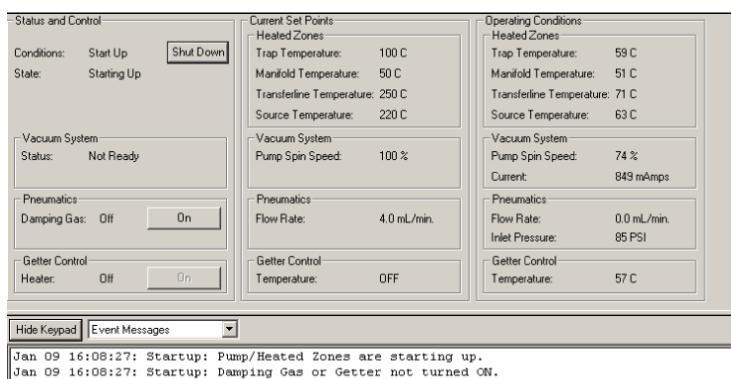 Status and Control
Conditions: Start Up Shut Down
State: Starting Up
Vacuum System
Status: Not Ready
Pneumatics
Damping Gas: Off On
Getter Control
Heater: Off On
Current Set Points
Heated Zones
Trap Temperature: 100 C
Manifold Temperature: 50 C
Transferline Temperature: 250 C
Source Temperature: 220 C
Vacuum System
Pump Spin Speed: 100 %
Pneumatics
Flow Rate: 4.0 mL/min.
Getter Control
Temperature: OFF
Operating Conditions
Heated Zones
Trap Temperature: 59 C
Manifold Temperature: 51 C
Transferline Temperature: 71 C
Source Temperature: 63 C
Vacuum System
Pump Spin Speed: 74 %
Current: 849 mAmps
Pneumatics
Flow Rate: 0.0 mL/min.
Inlet Pressure: 85 PSI
Getter Control
Temperature: 57 C
Hide Keypad Event Messages
Jan 09 16:08:27: Startup: Pump/Heated Zones are starting up.
Jan 09 16:08:27: Startup: Damping Gas or Getter not turned ON.